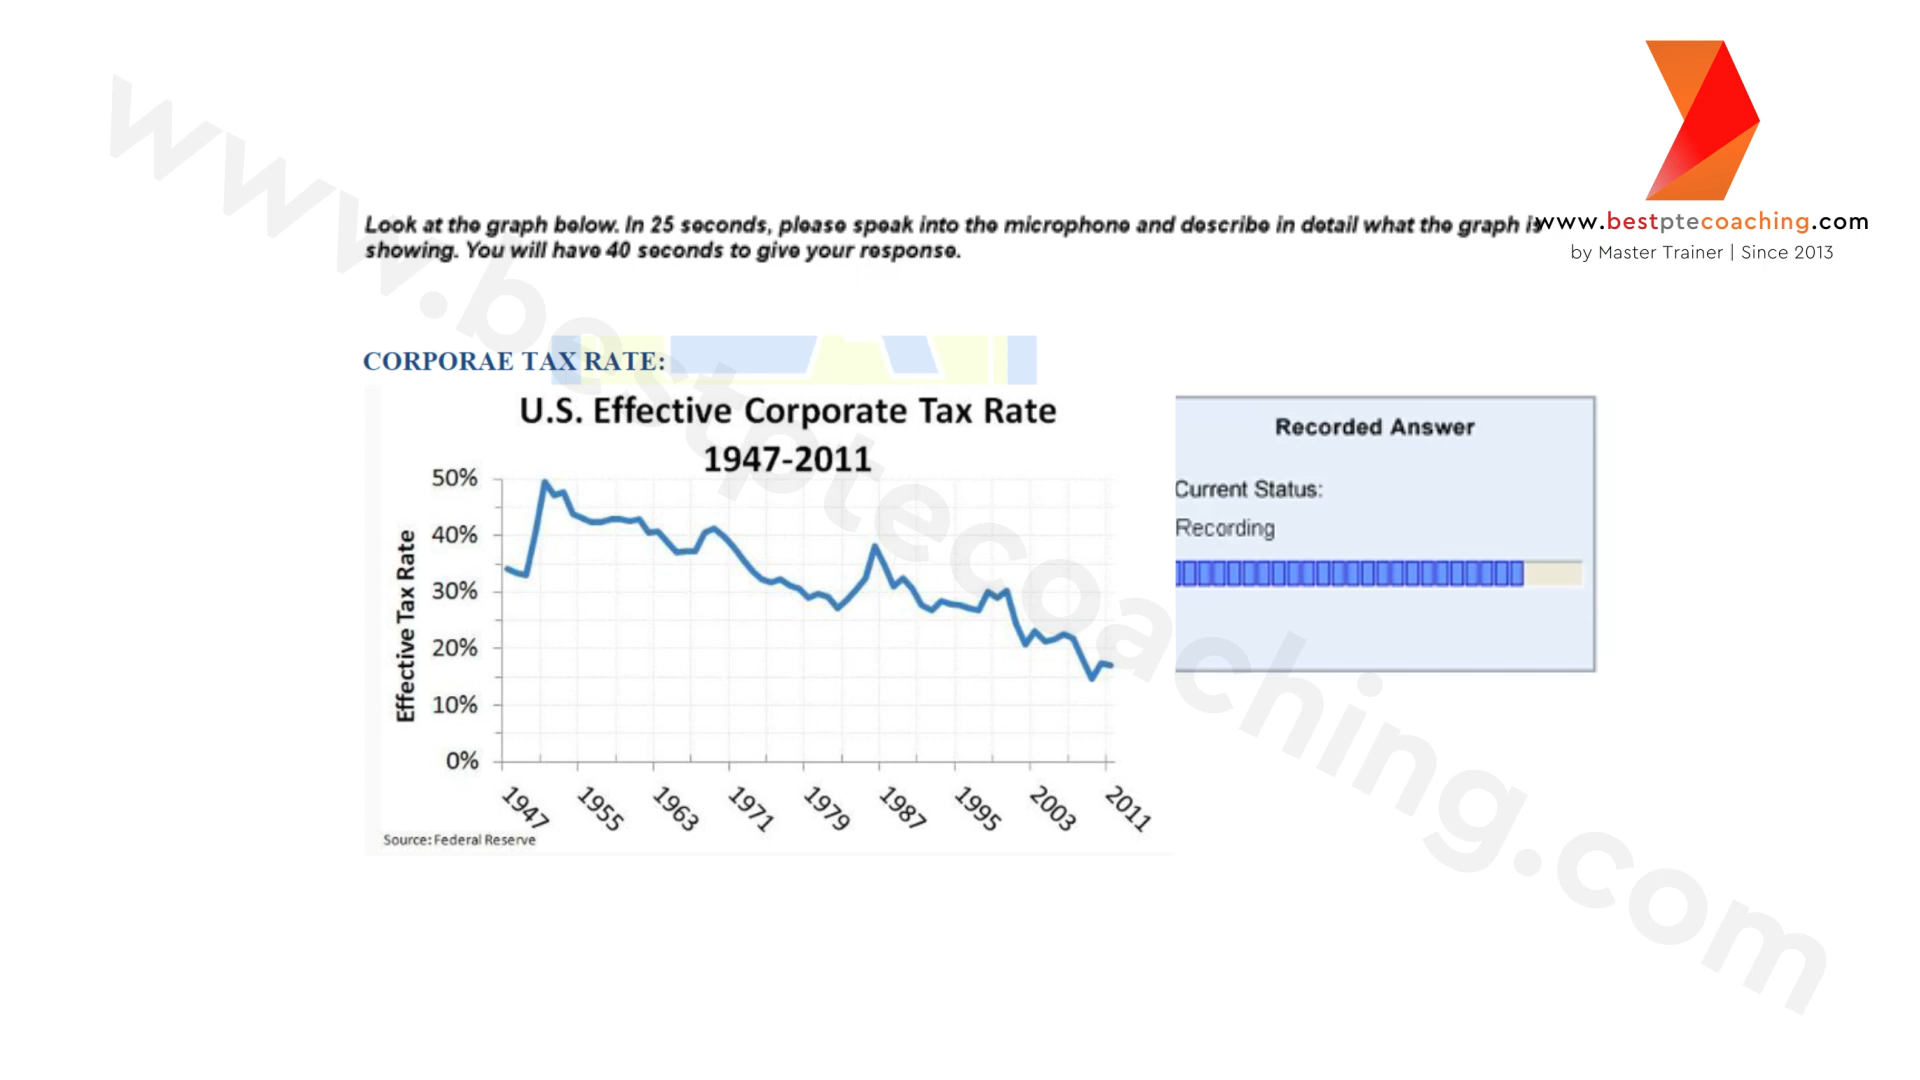 www.bestptecoaching.com
by Master Trainer | Since 2013
Look at the graph below. In 25 seconds, please speak into the microphone and describe in detail what the graph is
showing. You will have 40 seconds to give your response.
CORPORAE TAX RATE:
U.S. Effective Corporate Tax Rate
1947-2011
Effective Tax Rate
50%
40%
30%
20%
10%
0%
1947
1955
1963
1971
1979
1987
1995
2003
2011
Source: Federal Reserve
Recorded Answer
Current Status:
Recording
www.bestptecoaching.com